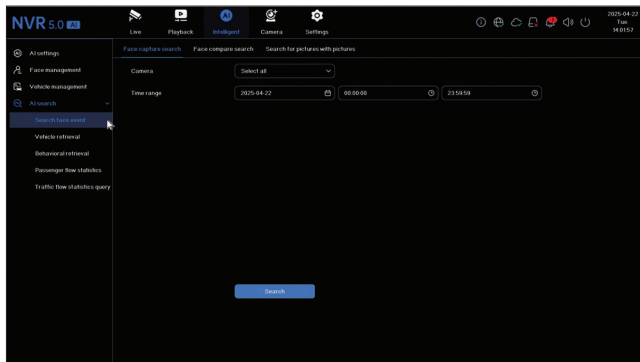 NVR 5.0 AI
Live Playback Intelligent Camera Settings
2025-04-22
Tue
14:01:57
AI settings
Face management
Vehicle management
AI search
Search face event
Vehicle retrieval
Behavioral retrieval
Passenger flow statistics
Traffic flow statistics query
Face capture search Face compare search Search for pictures with pictures
Camera Select all
Time range 2025-04-22 00:00:00 23:59:59
Search